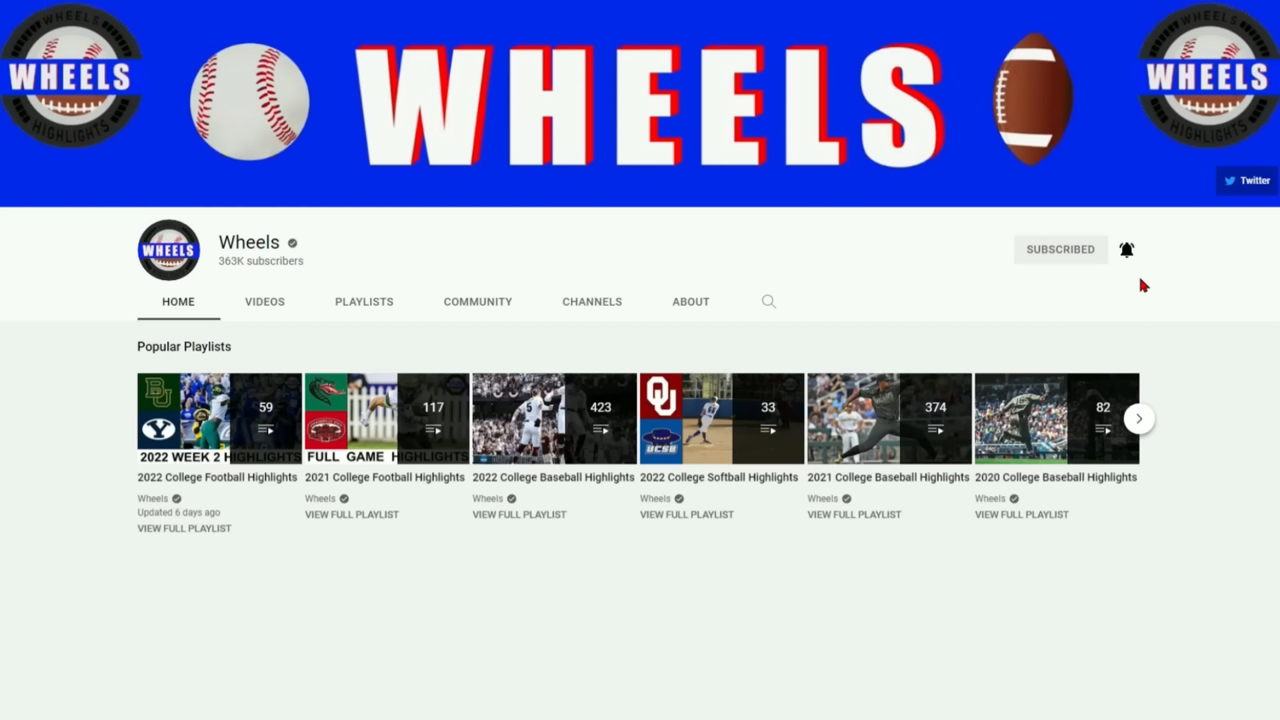 WHEELS
WHEELS
HIGHLIGHTS
WHEELS
WHEELS
WHEELS
HIGHLIGHTS
Twitter
WHEELS
Wheels
363K subscribers
SUBSCRIBED
HOME VIDEOS PLAYLISTS COMMUNITY CHANNELS ABOUT
Popular Playlists
59 117 423 33 374 82
BU
Y
OU
UCSB
5
2022 WEEK 2 HIGHLIGHTS FULL GAME HIGHLIGHTS
2022 College Football Highlights 2021 College Football Highlights 2022 College Baseball Highlights 2022 College Softball Highlights 2021 College Baseball Highlights 2020 College Baseball Highlights
Wheels Wheels Wheels Wheels Wheels Wheels
Updated 6 days ago
VIEW FULL PLAYLIST VIEW FULL PLAYLIST VIEW FULL PLAYLIST VIEW FULL PLAYLIST VIEW FULL PLAYLIST VIEW FULL PLAYLIST